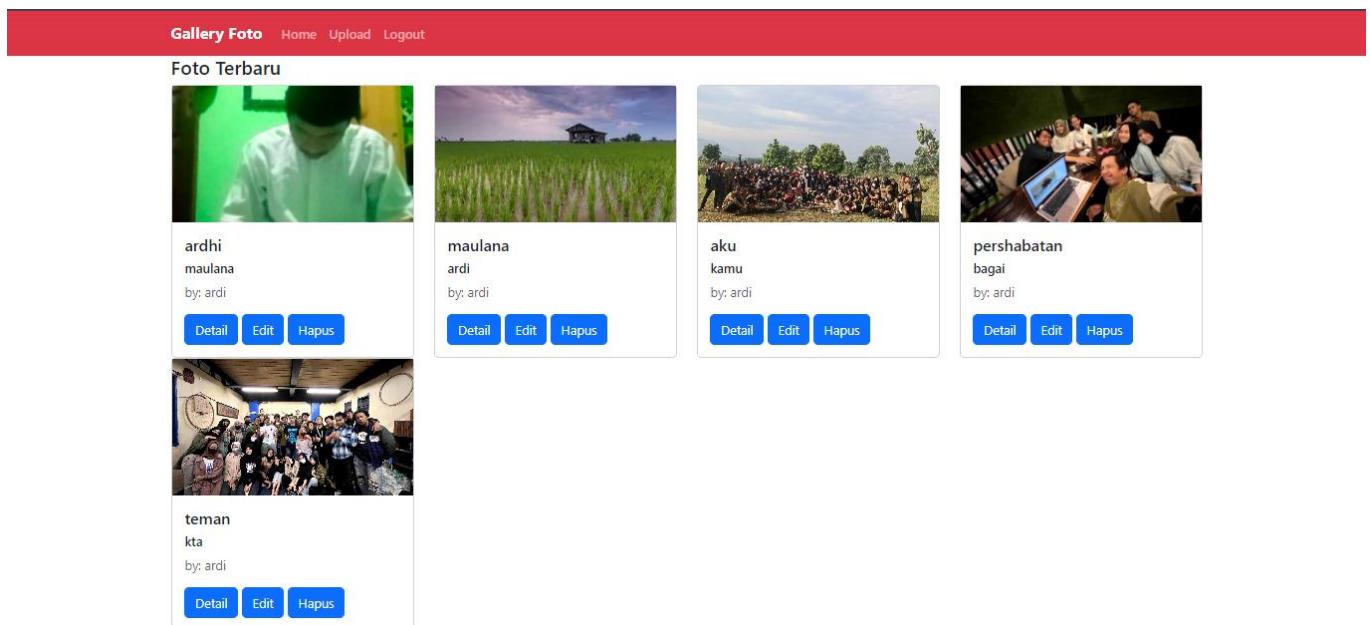 Gallery Foto Home Upload Logout
Foto Terbaru
ardhi
maulana
by: ardi
Detail Edit Hapus
maulana
ardi
by: ardi
Detail Edit Hapus
aku
kamu
by: ardi
Detail Edit Hapus
pershabatan
bagai
by: ardi
Detail Edit Hapus
teman
kta
by: ardi
Detail Edit Hapus